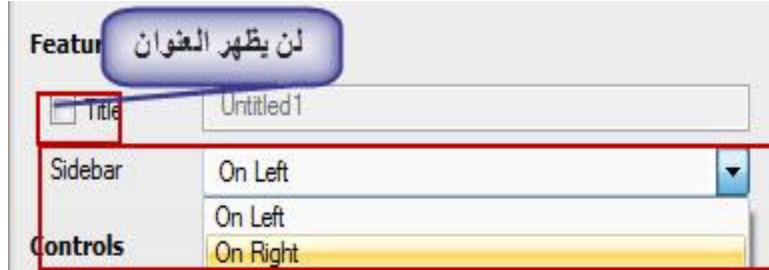 لن يظهر العنوان
Featur
Title
Untitled1
Sidebar
On Left
On Left
Controls
On Right